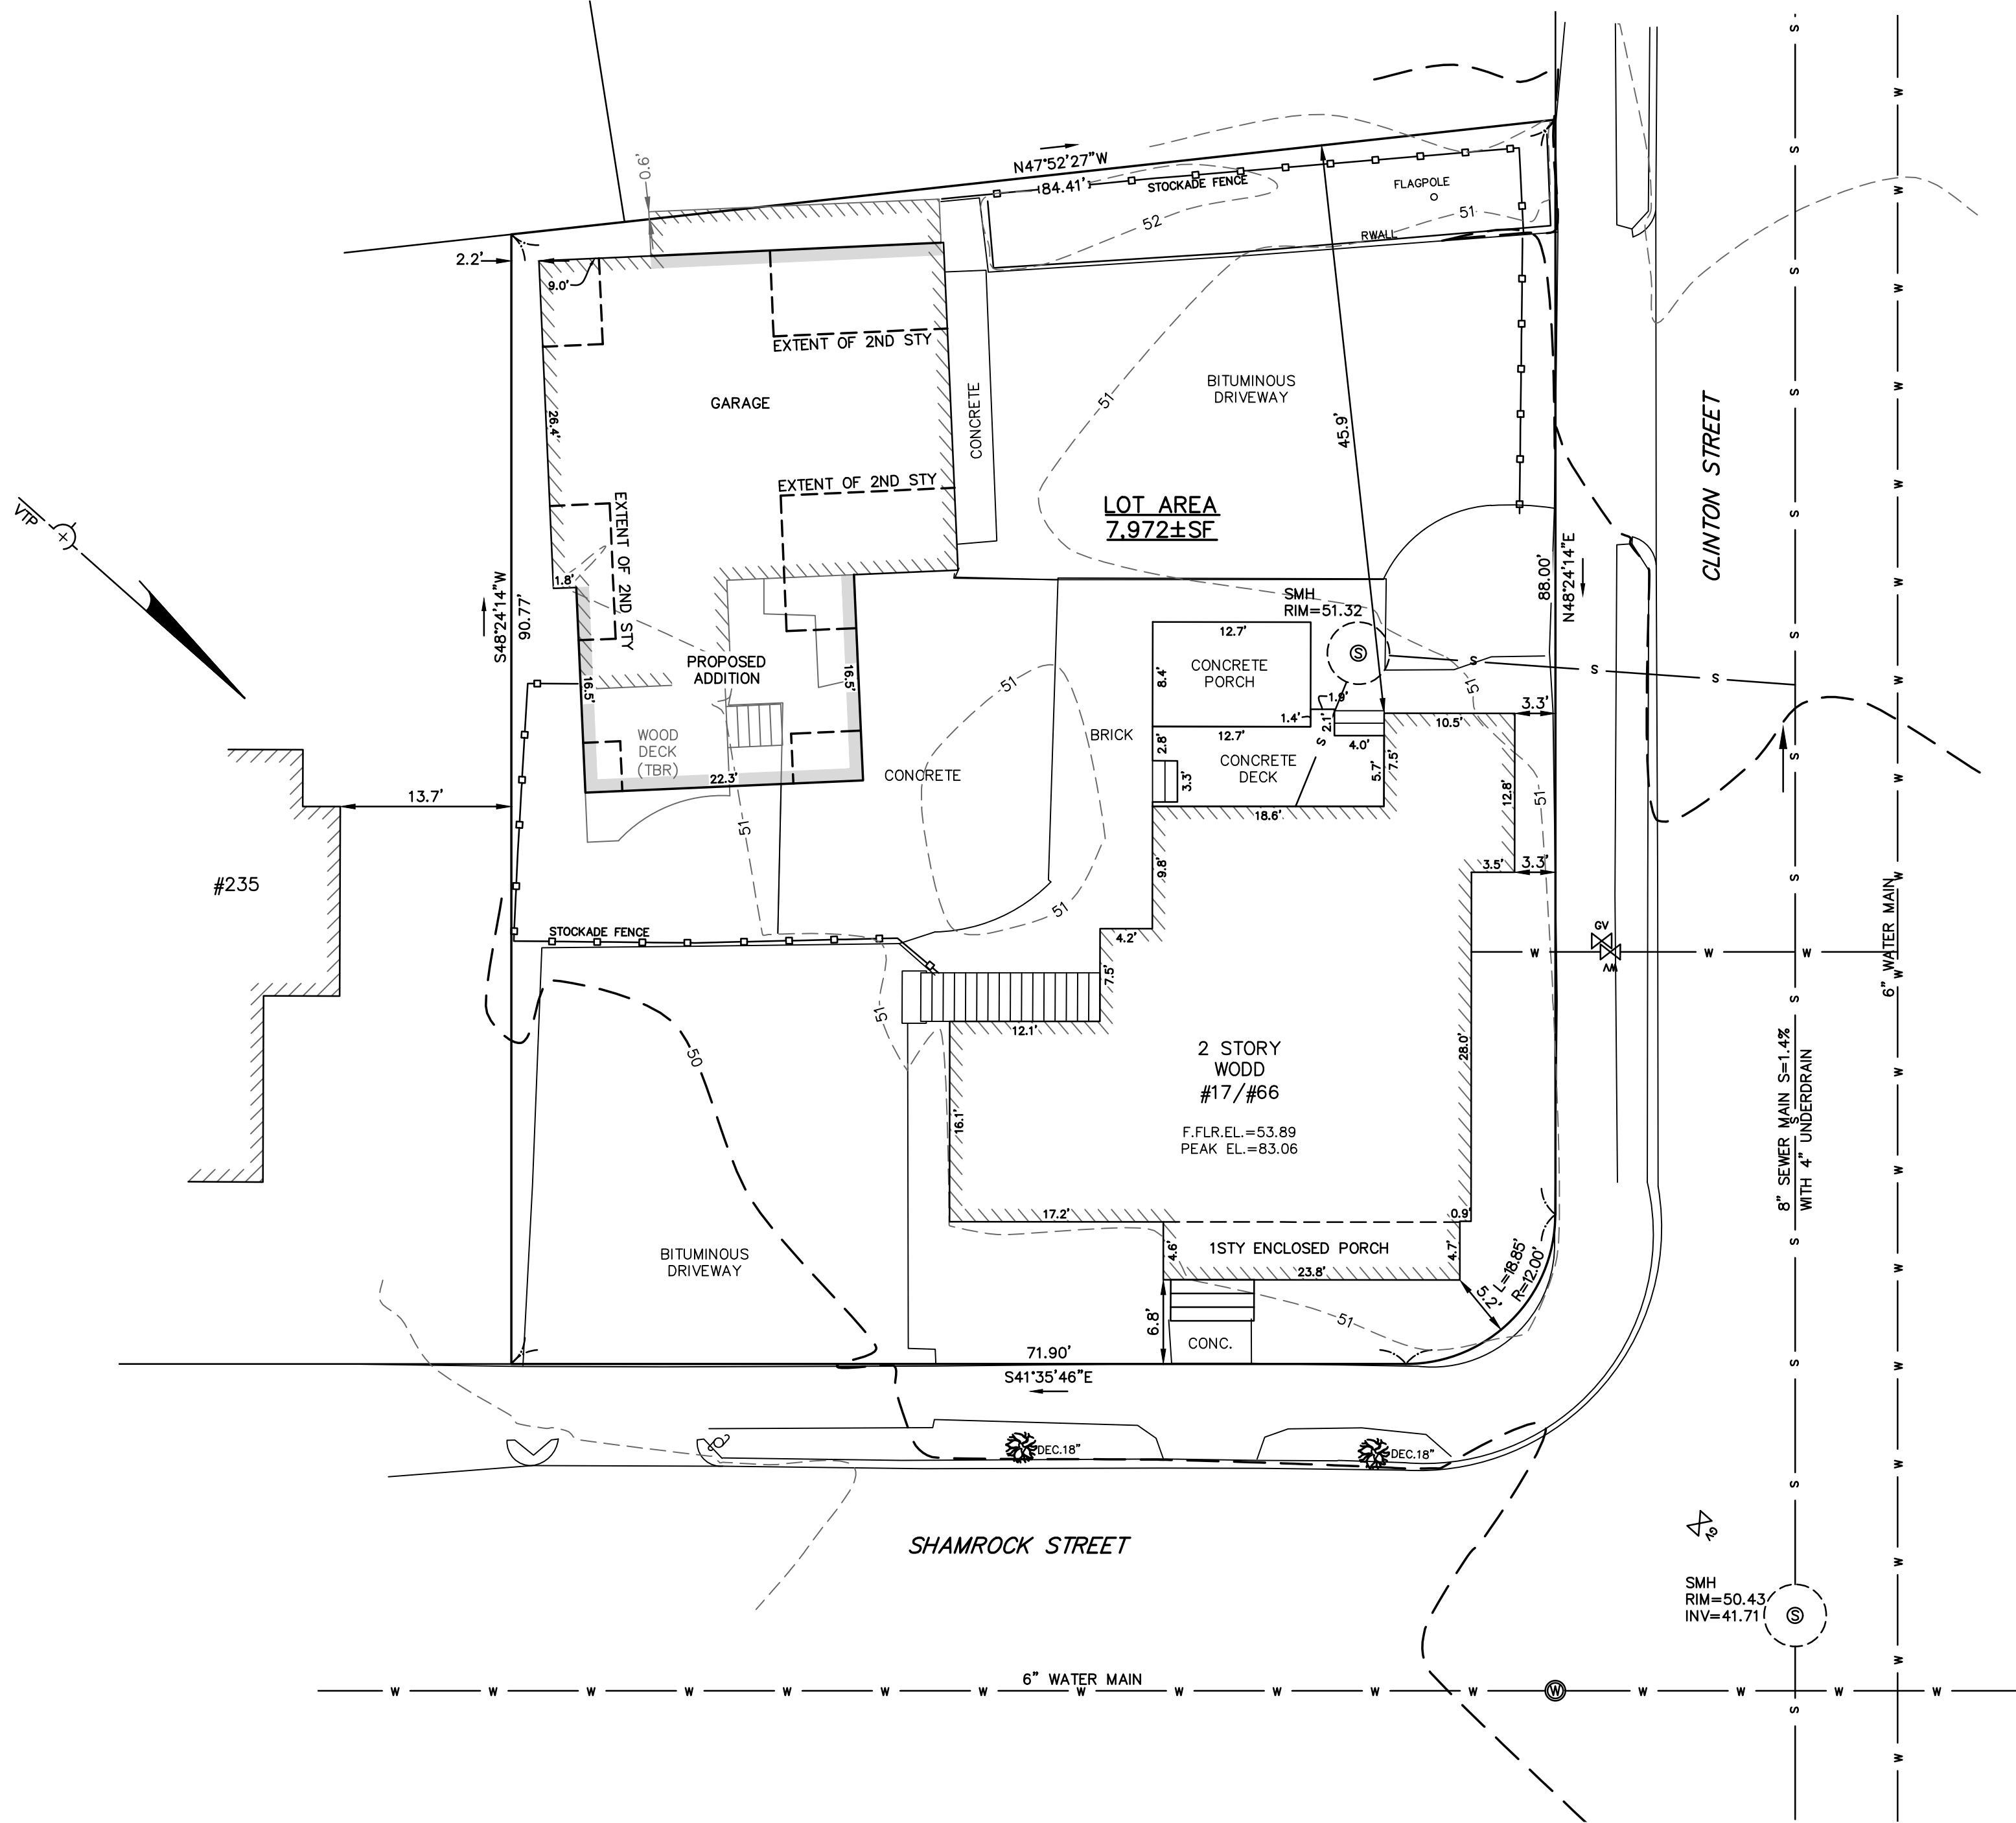 0.6'
N47°52'27"W
84.41'
STOCKADE FENCE
FLAGPOLE
52
51
RWALL
2.2'
9.0'
EXTENT OF 2ND STY
GARAGE
26.4'
CONCRETE
BITUMINOUS
DRIVEWAY
51
45.9'
CLINTON STREET
EXTENT OF 2ND STY
EXTENT OF 2ND STY
LOT AREA
7,972±SF
VTP
1.8'
S48°24'14"W
90.77'
88.00'
N48°24'14"E
SMH
RIM=51.32
S
12.7'
CONCRETE
PORCH
8.4'
PROPOSED
ADDITION
16.5'
16.5'
51
1.9'
2.1'
1.4'
4.0'
51
3.3'
10.5'
WOOD
DECK
(TBR)
22.3'
CONCRETE
BRICK
12.7'
2.8'
3.3'
CONCRETE
DECK
5.7'
7.5'
S
18.6'
12.8'
51
13.7'
51
#235
9.8'
3.5'
3.3'
51
4.2'
STOCKADE FENCE
GV
WV
6" WATER MAIN
7.5'
51
12.1'
50
2 STORY
WODD
#17/#66
F.FLR.EL.=53.89
PEAK EL.=83.06
28.0'
16.1'
8" SEWER MAIN S=1.4%
WITH 4" UNDERDRAIN
17.2'
0.9'
4.6'
1STY ENCLOSED PORCH
4.7'
23.8'
BITUMINOUS
DRIVEWAY
L=18.85'
R=12.00'
5.2'
6.8'
CONC.
51
71.90'
S41°35'46"E
DEC.18"
DEC.18"
SHAMROCK STREET
GV
SMH
RIM=50.43
INV=41.71
S
6" WATER MAIN
W W W W W W W W W W W W W W W W W
S S S S S S S S S S S S S S
W W W W W W W W W W W W W W W W W
S S S
W W W